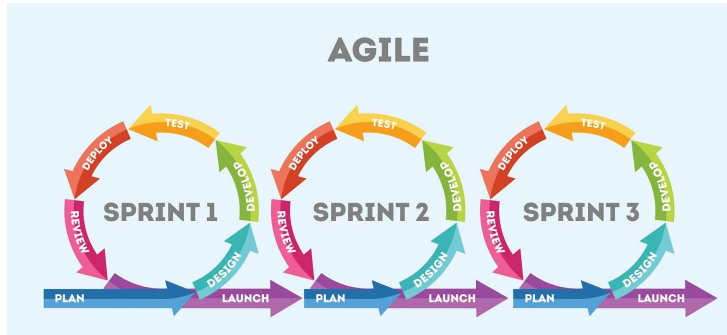 AGILE
SPRINT 1
PLAN
DESIGN
DEVELOP
TEST
DEPLOY
REVIEW
LAUNCH
SPRINT 2
PLAN
DESIGN
DEVELOP
TEST
DEPLOY
REVIEW
LAUNCH
SPRINT 3
PLAN
DESIGN
DEVELOP
TEST
DEPLOY
REVIEW
LAUNCH